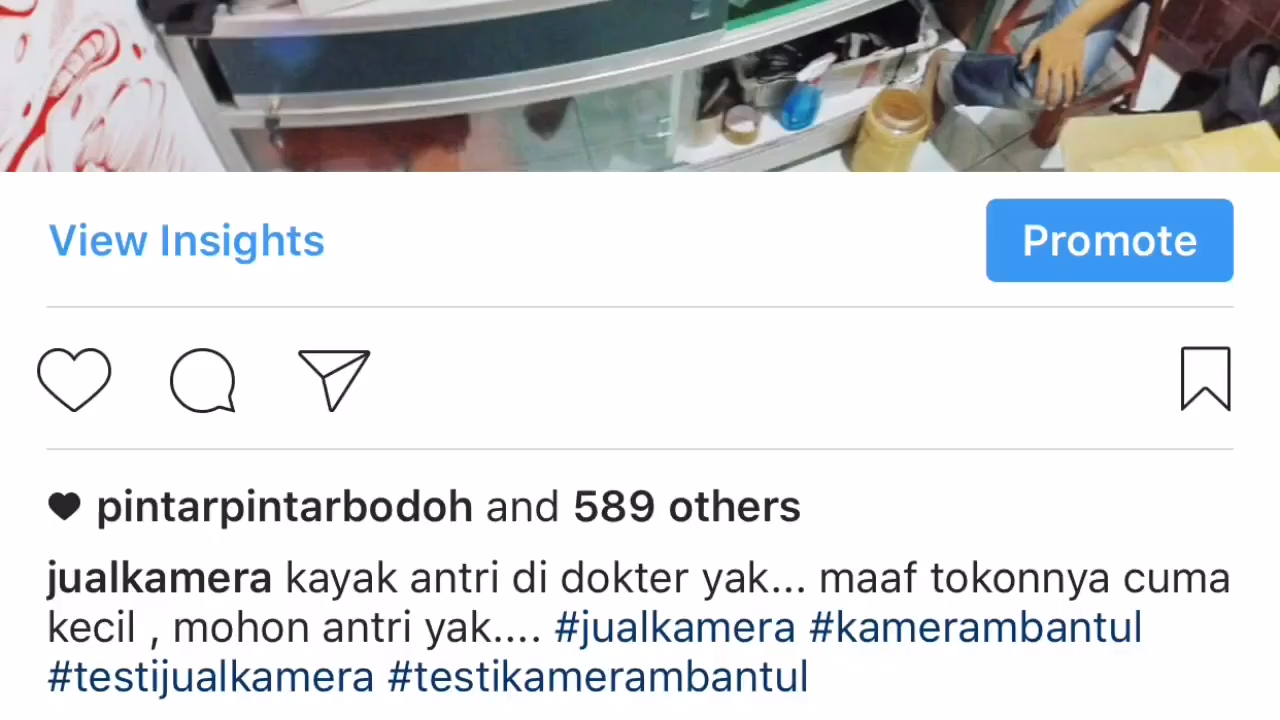 View Insights
Promote
pintarpintarbodoh and 589 others
jualkamera kayak antri di dokter yak... maaf tokonnya cuma
kecil , mohon antri yak.... #jualkamera #kamerambantul
#testijualkamera #testikamerambantul